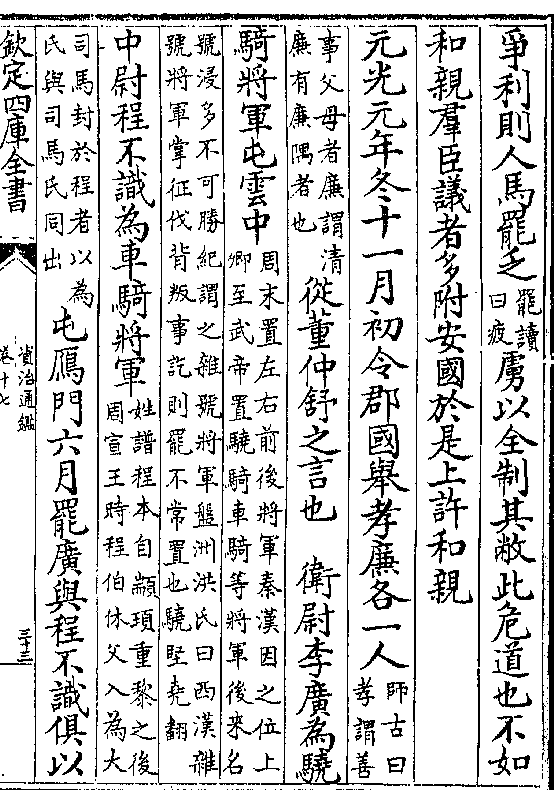 爭利則人馬罷乏罷讀曰疲虜以全制其敝此危道也不如
和親羣臣議者多附安國於是上許和親
元光元年冬十一月初令郡國舉孝廉各一人師古曰孝謂善
事父母者廉謂清廉有廉隅者也從董仲舒之言也　衛尉李廣為驍
騎將軍屯雲中周末置左右前後將軍秦漢因之位上卿至武帝置驍騎車騎等將軍後來名
號浸多不可勝紀謂之雜號將軍盤洲洪氏曰西漢雜號將軍掌征伐背叛事訖則罷不常置也驍堅堯翻
中尉程不識為車騎將軍姓譜程本自顓頊重黎之後周宣王時程伯休父入為大
司馬封於程者以為氏與司馬氏同出屯鴈門六月罷廣與程不識俱以
欽定四庫全書
資治通鑑
卷十七
三十三